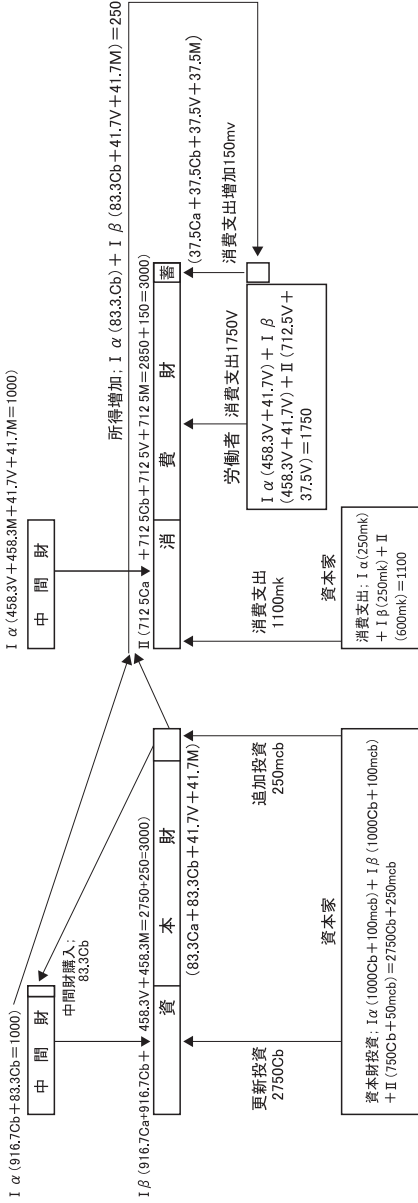 Ⅰα(916.7Cb+83.3Cb=1000)
中 間 財
中間財購入;
83.3Cb
Ⅰβ(916.7Ca+916.7Cb+ 458.3V+458.3M=2750+250=3000)
資 本 財
(83.3Ca+83.3Cb+41.7V+41.7M)
更新投資
2750Cb
追加投資
250mcb
資本家
資本財投資; Ⅰα(1000Cb+100mcb)+Ⅰβ(1000Cb+100mcb)
+Ⅱ(750Cb+50mcb)=2750Cb+250mcb
Ⅰα(458.3V+458.3M+41.7V+41.7M=1000)
中 間 財
所得増加; Ⅰα(83.3.Cb)+Ⅰβ(83.3Cb+41.7V+41.7M)=250
Ⅱ(712.5Ca +712.5Cb+712.5V+712.5M=2850+150=3000)
消 費 財 蓄
(37.5Ca+37.5Cb+37.5V+37.5M)
消費支出
1100mk
労働者 消費支出1750V
消費支出増加150mv
資本家
消費支出; Ⅰα(250mk)
+Ⅰβ(250mk)+Ⅱ
(600mk)=1100
Ⅰα(458.3V+41.7V)+Ⅰβ
(458.3V+41.7V)+Ⅱ(712.5V+
37.5V)=1750